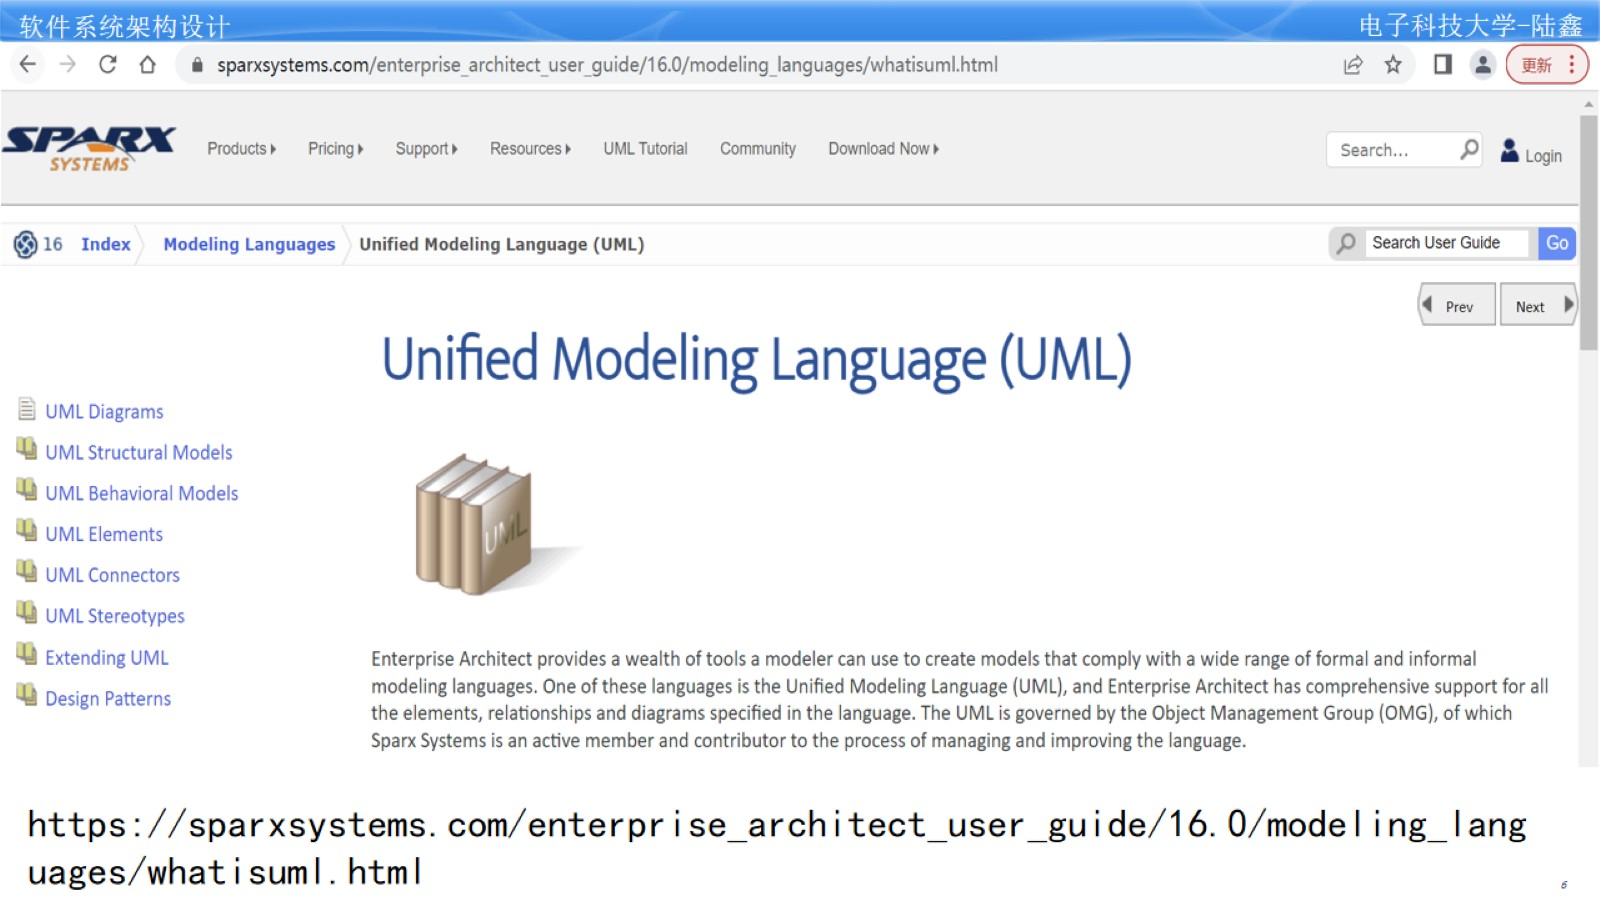 软件系统架构设计
电子科技大学-陆鑫
sparxsystems.com/enterprise_architect_user_guide/16.0/modeling_languages/whatisuml.html
更新
SPARX
SYSTEMS
Products
Pricing
Support
Resources
UML Tutorial
Community
Download Now
Search...
Login
16
Index
Modeling Languages
Unified Modeling Language (UML)
Search User Guide
Go
Prev
Next
Unified Modeling Language (UML)
UML Diagrams
UML Structural Models
UML Behavioral Models
UML Elements
UML Connectors
UML Stereotypes
Extending UML
Design Patterns
UML
Enterprise Architect provides a wealth of tools a modeler can use to create models that comply with a wide range of formal and informal
modeling languages. One of these languages is the Unified Modeling Language (UML), and Enterprise Architect has comprehensive support for all
the elements, relationships and diagrams specified in the language. The UML is governed by the Object Management Group (OMG), of which
Sparx Systems is an active member and contributor to the process of managing and improving the language.
https://sparxsystems.com/enterprise_architect_user_guide/16.0/modeling_lang
uages/whatisuml.html
6